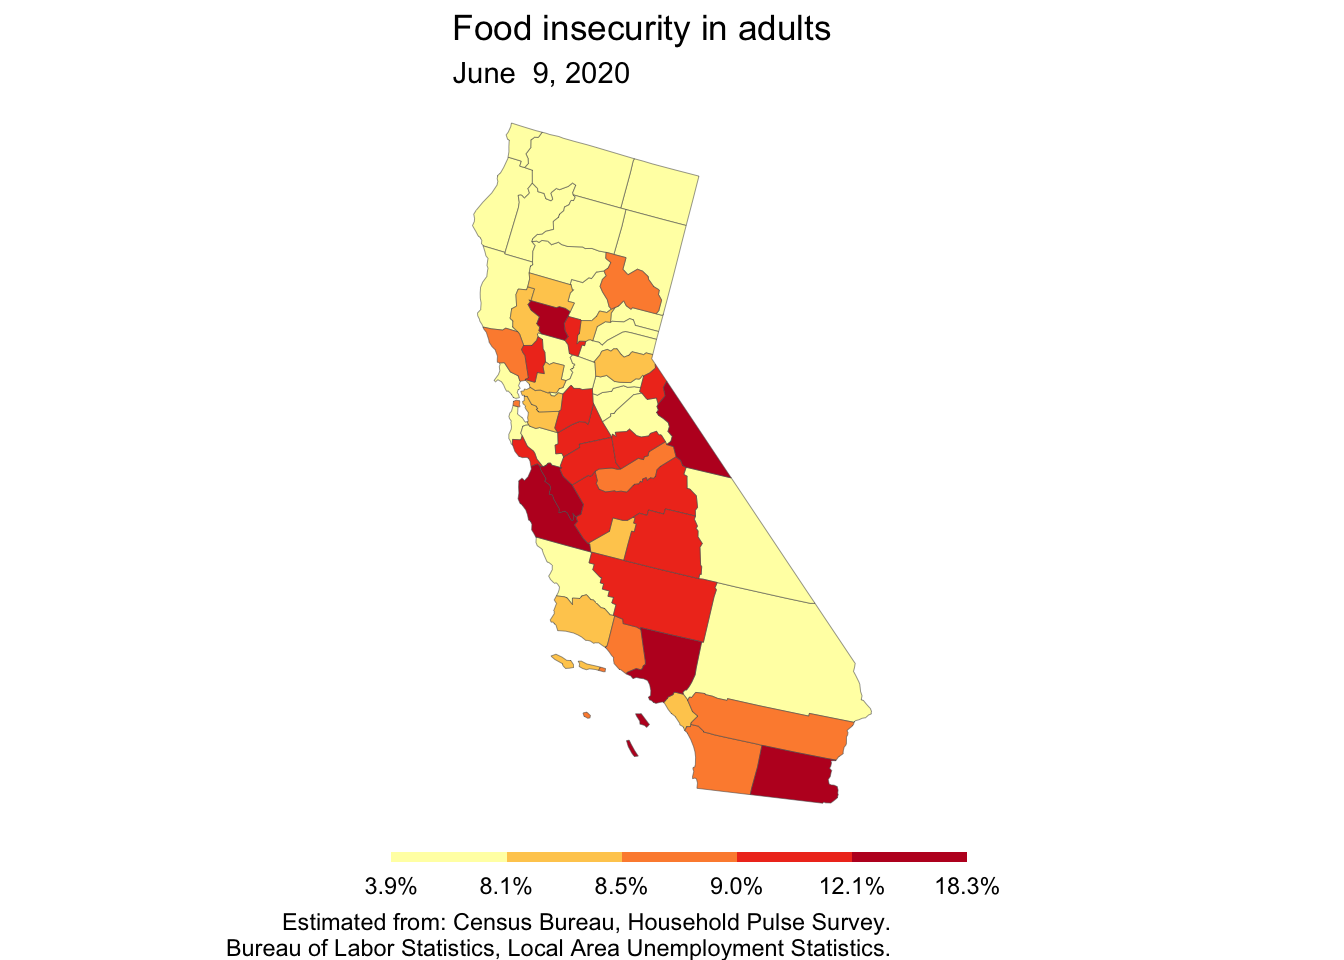 Food insecurity in adults
June  9, 2020
3.9% 8.1% 8.5% 9.0% 12.1% 18.3%
Estimated from: Census Bureau, Household Pulse Survey.
Bureau of Labor Statistics, Local Area Unemployment Statistics.